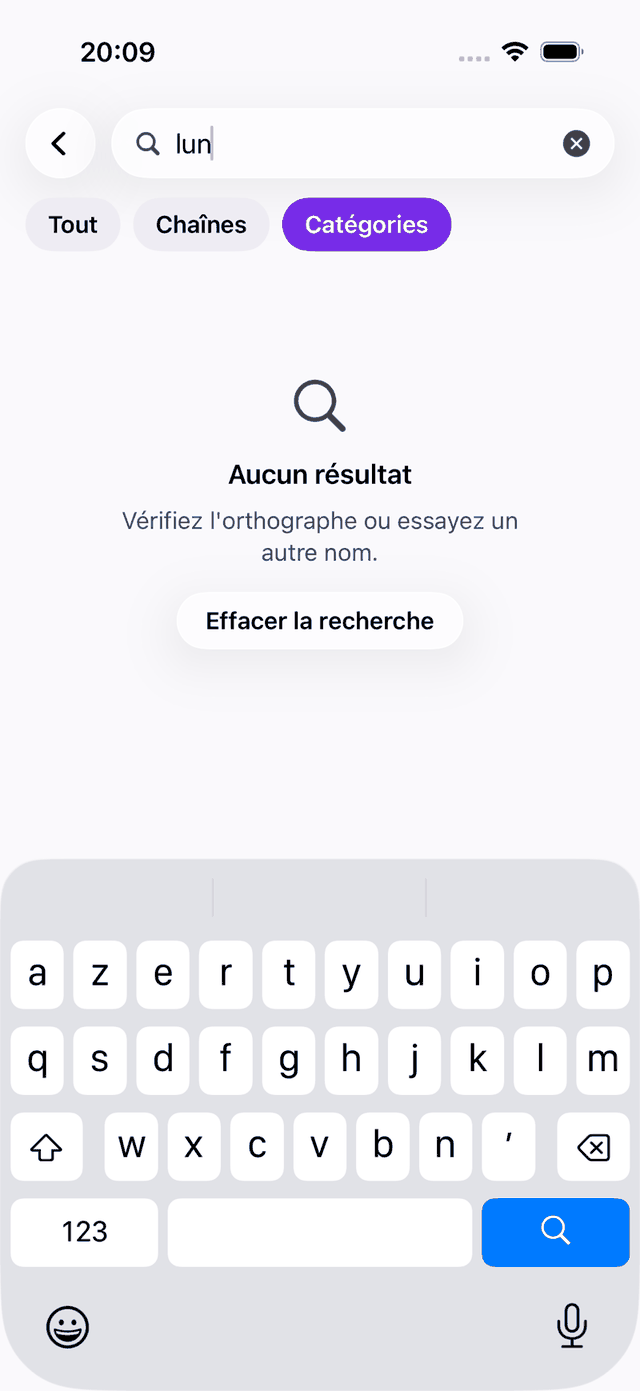 20:09
lun
Tout Chaînes Catégories
Aucun résultat
Vérifiez l'orthographe ou essayez un
autre nom.
Effacer la recherche
a z e r t y u i o p
q s d f g h j k l m
w x c v b n ’
123